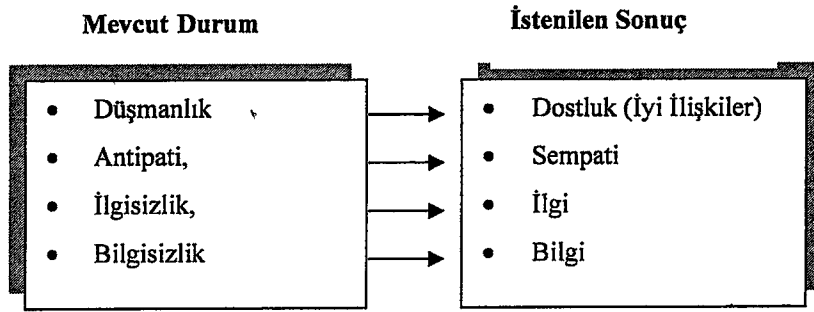 Mevcut Durum
İstenilen Sonuç
• Düşmanlık
• Antipati,
• İlgisizlik,
• Bilgisizlik
• Dostluk (İyi İlişkiler)
• Sempati
• İlgi
• Bilgi